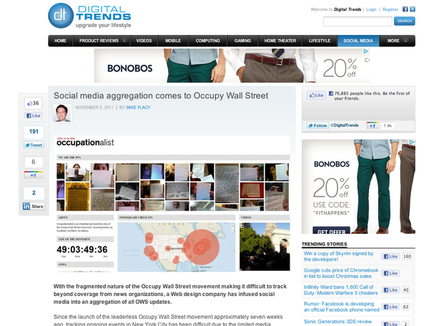 dt DIGITAL TRENDS
upgrade your lifestyle
Welcome to Digital Trends | Login | Register
SEARCH
HOME PRODUCT REVIEWS VIDEOS MOBILE COMPUTING GAMING HOME THEATER LIFESTYLE SOCIAL MEDIA MORE
BONOBOS
20%
Social media aggregation comes to Occupy Wall Street
NOVEMBER 5, 2011 | BY MIKE FLACY
36
Like
191
Tweet
6
+1
2
Share
occupationalist
49:03:49:36
With the fragmented nature of the Occupy Wall Street movement making it difficult to track
beyond coverage from news organizations, a Web design company has infused social
media into an aggregation of all OWS updates.
Since the launch of the leaderless Occupy Wall Street movement approximately seven weeks
ago, tracking ongoing events in New York City has been difficult due to the limited media
Like 76,881 people like this. Be the first of
your friends.
Follow @DigitalTrends +1
BONOBOS
20%
OFF
USE CODE:
"FITHAPPENS"
TRENDING STORIES
Win a copy of Skyrim signed by the developers!
Like 160
Google cuts price of Chromebook in bid to boost Christmas sales
Like
Infinity Ward bans 1,600 Call of Duty: Modern Warfare 3 cheaters
Like 40
Rumor: Facebook is developing an official Facebook phone named
Like
Sonic Generations 3DS review
Like